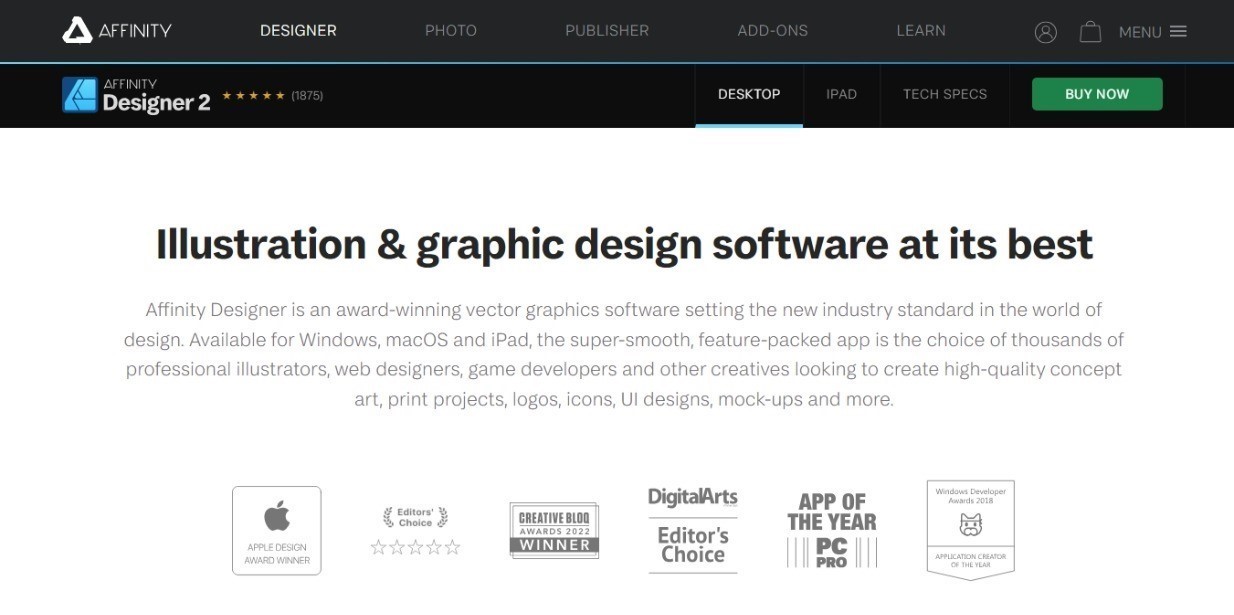 AFFINITY
DESIGNER
PHOTO
PUBLISHER
ADD-ONS
LEARN
MENU
AFFINITY
Designer 2
(1875)
DESKTOP
IPAD
TECH SPECS
BUY NOW
Illustration & graphic design software at its best
Affinity Designer is an award-winning vector graphics software setting the new industry standard in the world of
design. Available for Windows, macOS and iPad, the super-smooth, feature-packed app is the choice of thousands of
professional illustrators, web designers, game developers and other creatives looking to create high-quality concept
art, print projects, logos, icons, UI designs, mock-ups and more.
APPLE DESIGN
AWARD WINNER
Editors'
Choice
CREATIVE BLOQ
AWARDS 2022
WINNER
DigitalArts
Editor's
Choice
APP OF
THE YEAR
PC
PRO
Windows Developer
Awards 2018
APPLICATION CREATOR
OF THE YEAR